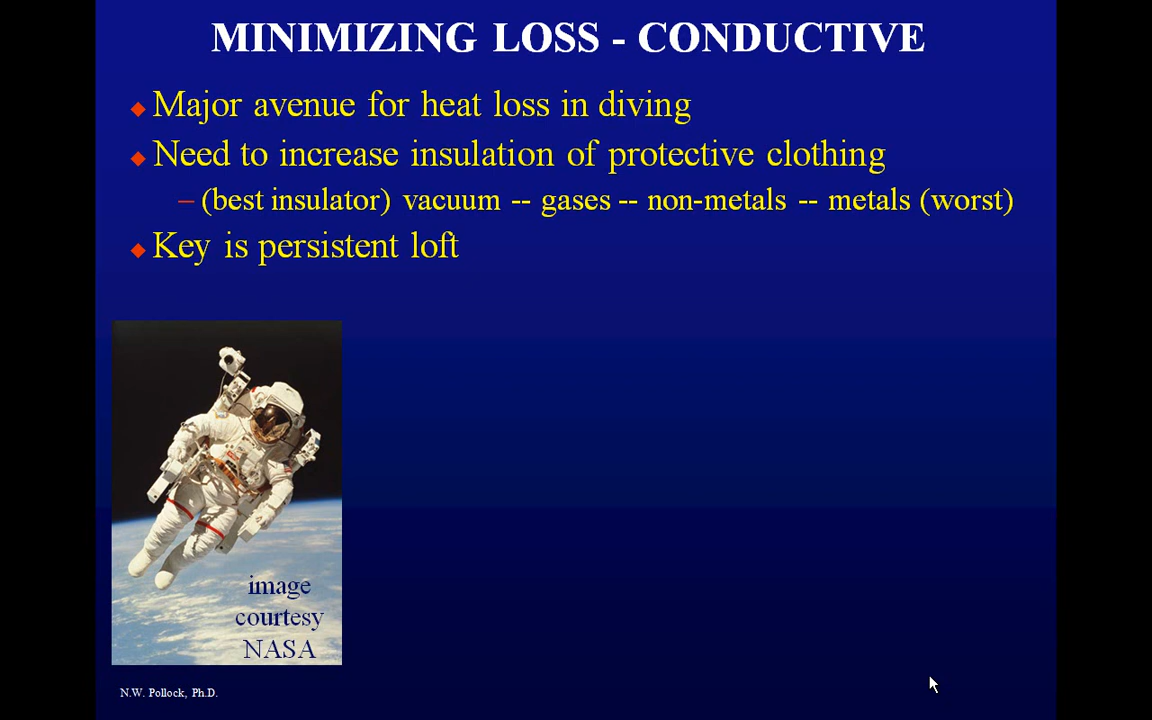 MINIMIZING LOSS - CONDUCTIVE
Major avenue for heat loss in diving
Need to increase insulation of protective clothing
– (best insulator) vacuum -- gases -- non-metals -- metals (worst)
Key is persistent loft
image
courtesy
NASA
N.W. Pollock, Ph.D.